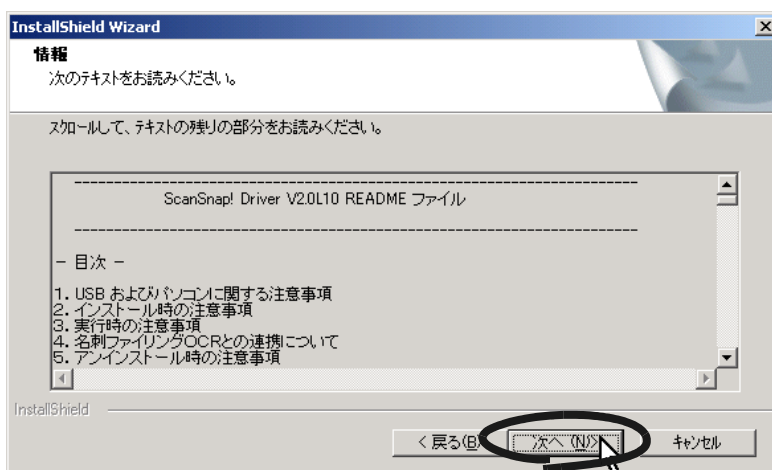 InstallShield Wizard
情報
次のテキストをお読みください。
スクロールして、テキストの残りの部分をお読みください。
------------------------------------------------------------------------
ScanSnap! Driver V2.0L10 README ファイル
------------------------------------------------------------------------
− 目次 −
1. USB およびパソコンに関する注意事項
2. インストール時の注意事項
3. 実行時の注意事項
4. 名刺ファイリングOCRとの連携について
5. アンインストール時の注意事項
InstallShield
< 戻る(B) 次へ (N)> キャンセル